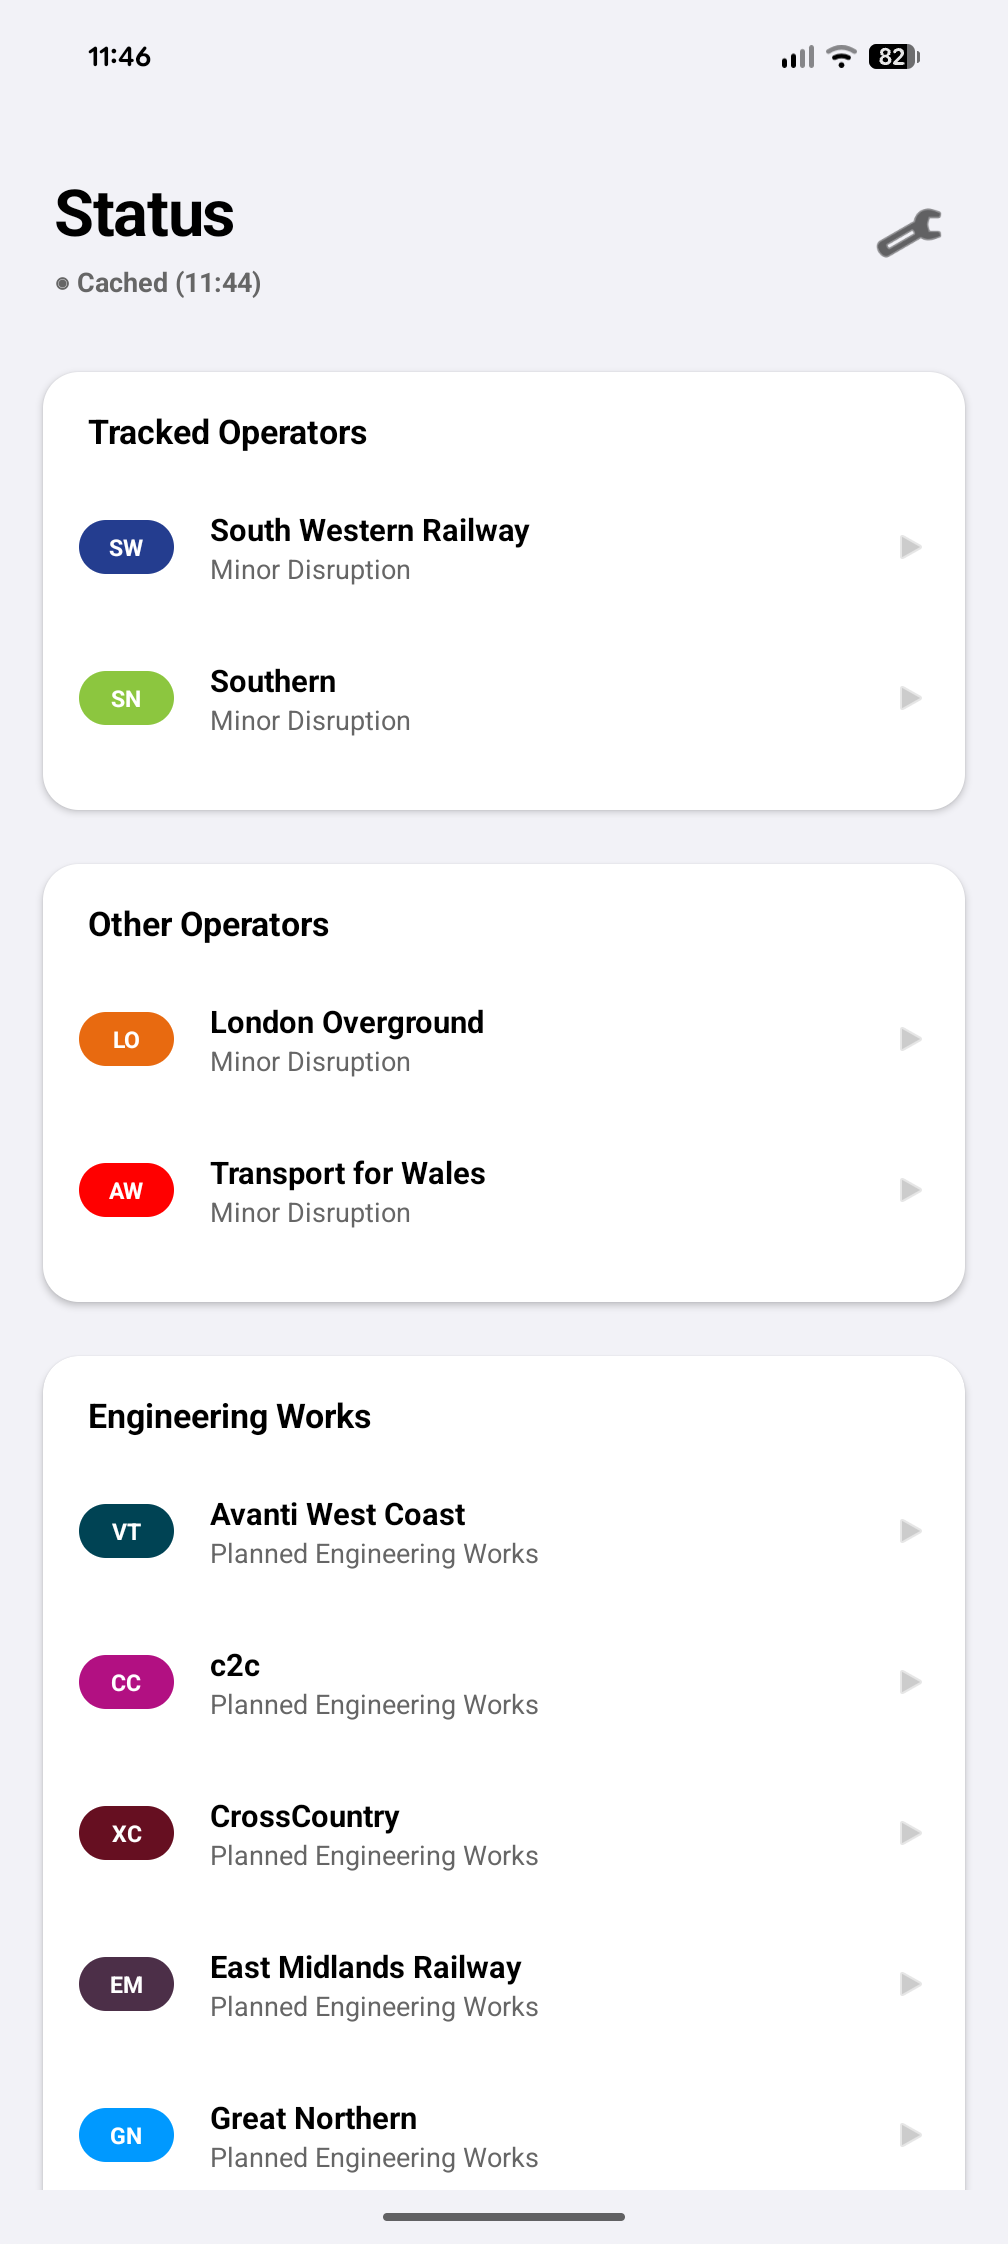 11:46
82
Status
Cached (11:44)
Tracked Operators
SW
South Western Railway
Minor Disruption
SN
Southern
Minor Disruption
Other Operators
LO
London Overground
Minor Disruption
AW
Transport for Wales
Minor Disruption
Engineering Works
VT
Avanti West Coast
Planned Engineering Works
CC
c2c
Planned Engineering Works
XC
CrossCountry
Planned Engineering Works
EM
East Midlands Railway
Planned Engineering Works
GN
Great Northern
Planned Engineering Works